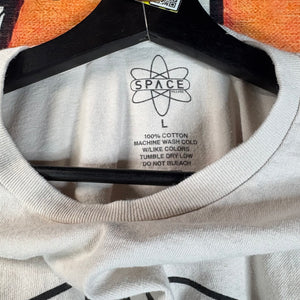 SPACE
L
100% COTTON
MACHINE WASH COLD
W/LIKE COLORS
TUMBLE DRY LOW
DO NOT BLEACH